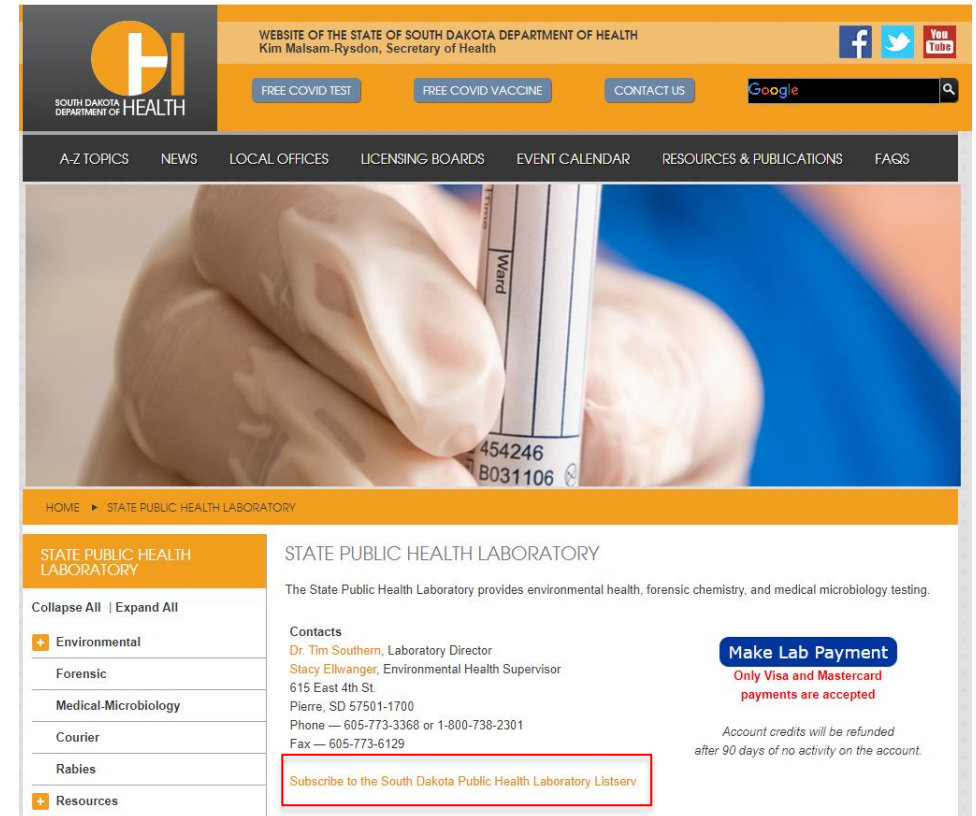 WEBSITE OF THE STATE OF SOUTH DAKOTA DEPARTMENT OF HEALTH
Kim Malsam-Rysdon, Secretary of Health
You
Tube
SOUTH DAKOTA
DEPARTMENT OF HEALTH
FREE COVID TEST
FREE COVID VACCINE
CONTACT US
Google
A-Z TOPICS
NEWS
LOCAL OFFICES
LICENSING BOARDS
EVENT CALENDAR
RESOURCES & PUBLICATIONS
FAQS
Time
Ward
454246
B031106
HOME ► STATE PUBLIC HEALTH LABORATORY
STATE PUBLIC HEALTH
LABORATORY
Collapse All | Expand All
Environmental
Forensic
Medical-Microbiology
Courier
Rabies
Resources
STATE PUBLIC HEALTH LABORATORY
The State Public Health Laboratory provides environmental health, forensic chemistry, and medical microbiology testing.
Contacts
Dr. Tim Southern, Laboratory Director
Stacy Ellwanger, Environmental Health Supervisor
615 East 4th St.
Pierre, SD 57501-1700
Phone — 605-773-3368 or 1-800-738-2301
Fax — 605-773-6129
Subscribe to the South Dakota Public Health Laboratory Listserv
Make Lab Payment
Only Visa and Mastercard
payments are accepted
Account credits will be refunded
after 90 days of no activity on the account.